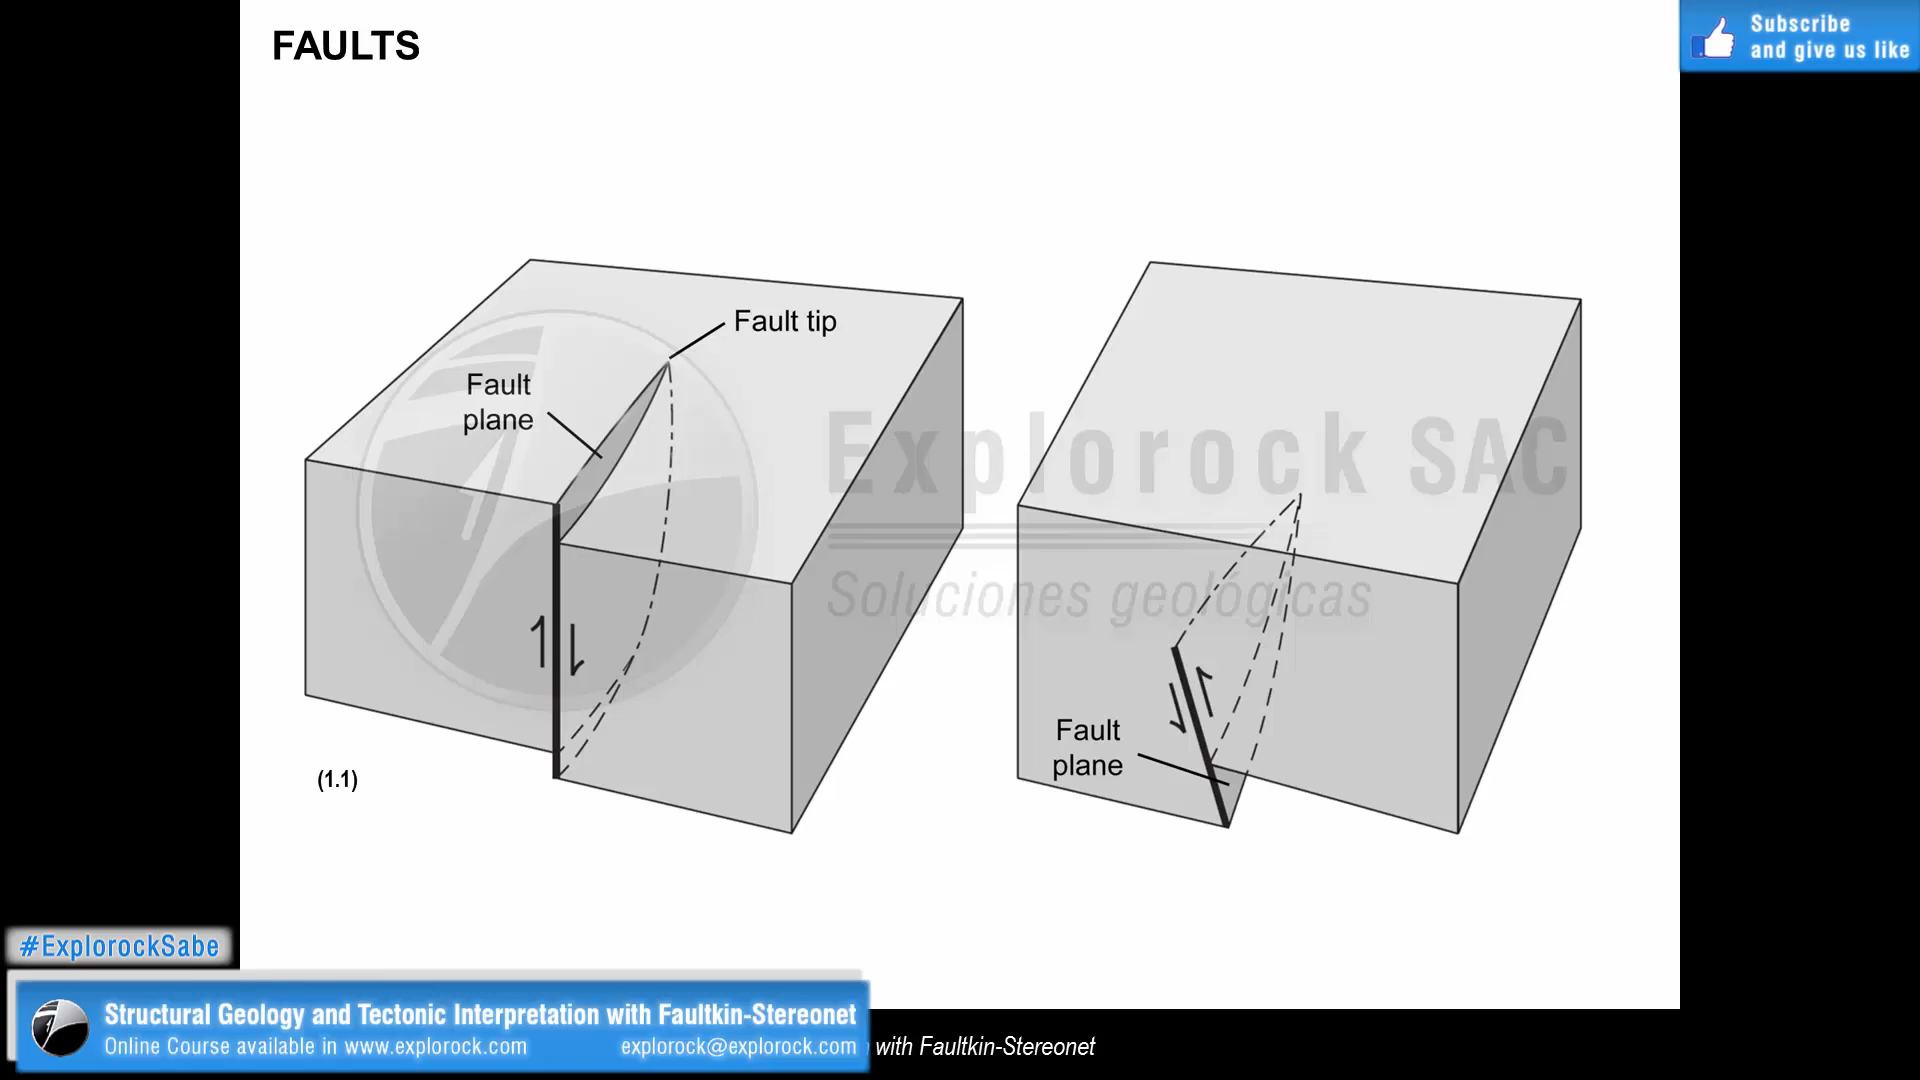 FAULTS
Subscribe
and give us like
Fault tip
Fault
plane
Explorock SAC
Soluciones geológicas
Fault
plane
(1.1)
#ExplorockSabe
Structural Geology and Tectonic Interpretation with Faultkin-Stereonet
Online Course available in www.explorock.com explorock@explorock.com
with Faultkin-Stereonet